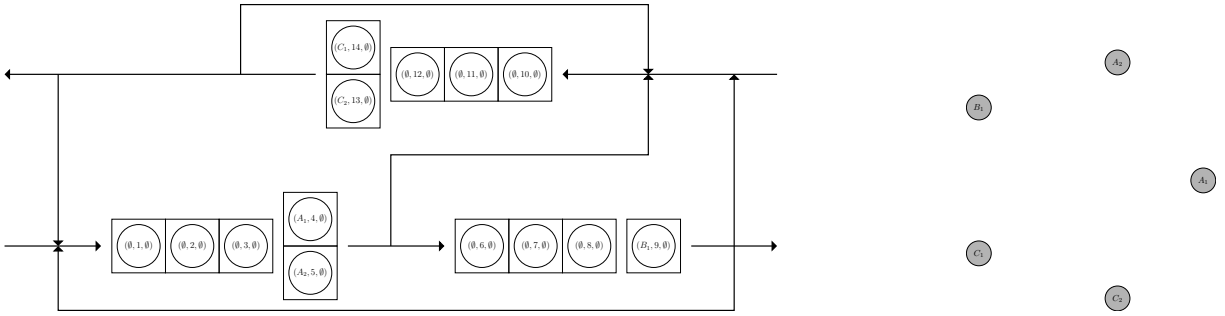 (C₁, 14, ∅)
(∅, 12, ∅) (∅, 11, ∅) (∅, 10, ∅)
(C₂, 13, ∅)
(A₁, 4, ∅)
(∅, 1, ∅) (∅, 2, ∅) (∅, 3, ∅) (∅, 6, ∅) (∅, 7, ∅) (∅, 8, ∅) (B₁, 9, ∅)
(A₂, 5, ∅)
A₂
B₁
A₁
C₁
C₂